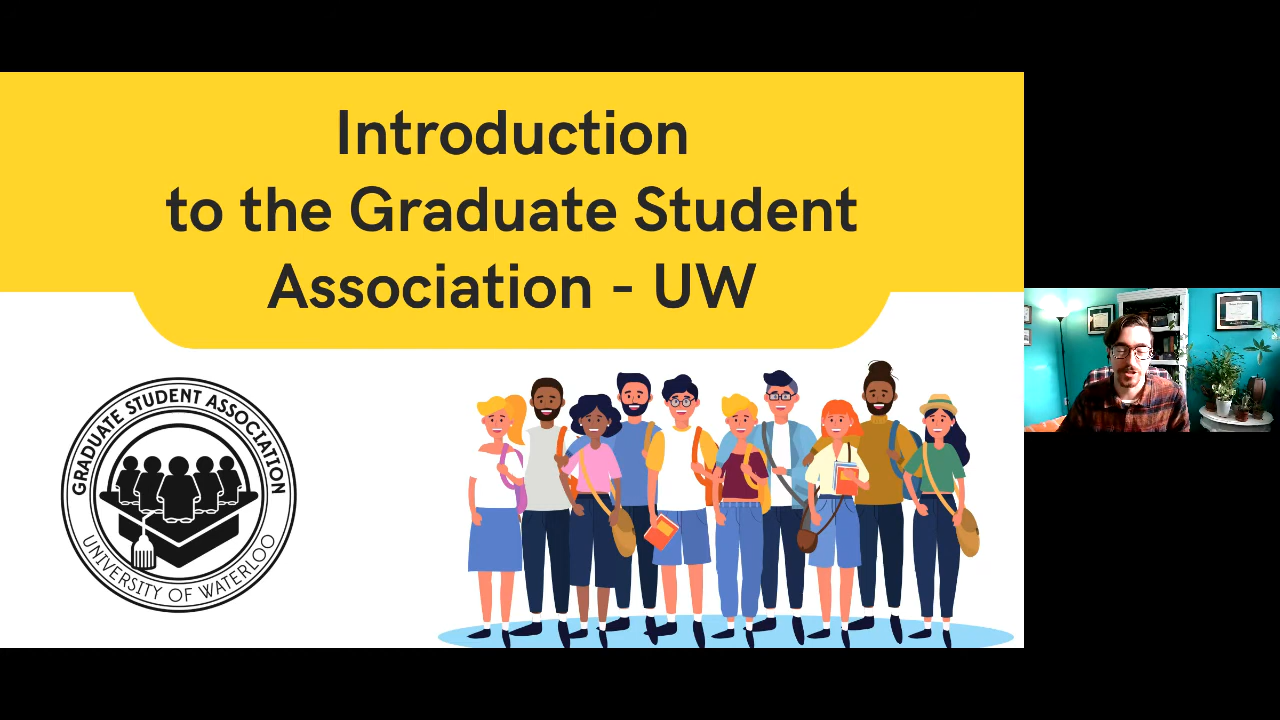 Introduction
to the Graduate Student
Association - UW
GRADUATE STUDENT ASSOCIATION
UNIVERSITY OF WATERLOO